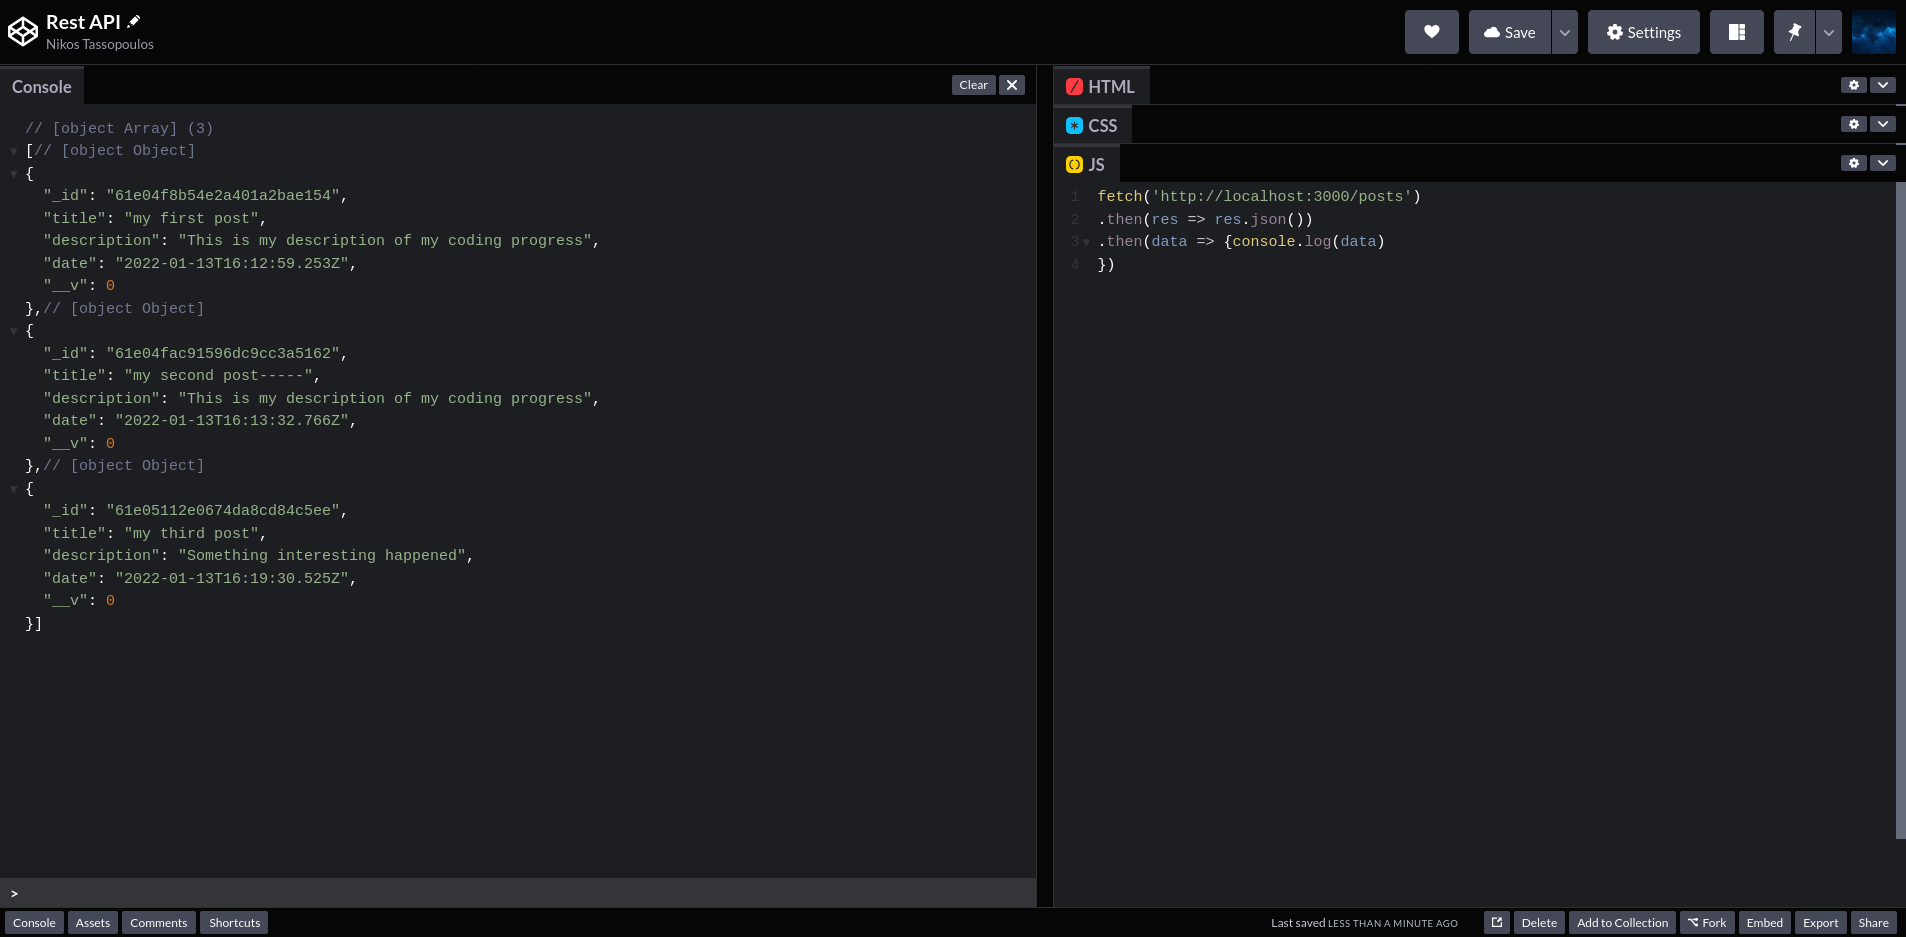 Rest API
Nikos Tassopoulos
Save
Settings
Console
Clear
// [object Array] (3)
[// [object Object]
{
  "_id": "61e04f8b54e2a401a2bae154",
  "title": "my first post",
  "description": "This is my description of my coding progress",
  "date": "2022-01-13T16:12:59.253Z",
  "__v": 0
},// [object Object]
{
  "_id": "61e04fac91596dc9cc3a5162",
  "title": "my second post-----",
  "description": "This is my description of my coding progress",
  "date": "2022-01-13T16:13:32.766Z",
  "__v": 0
},// [object Object]
{
  "_id": "61e05112e0674da8cd84c5ee",
  "title": "my third post",
  "description": "Something interesting happened",
  "date": "2022-01-13T16:19:30.525Z",
  "__v": 0
}]
>
HTML
CSS
JS
1 fetch('http://localhost:3000/posts')
2 .then(res => res.json())
3 .then(data => {console.log(data)
4 })
Console Assets Comments Shortcuts
Last saved LESS THAN A MINUTE AGO Delete Add to Collection Fork Embed Export Share